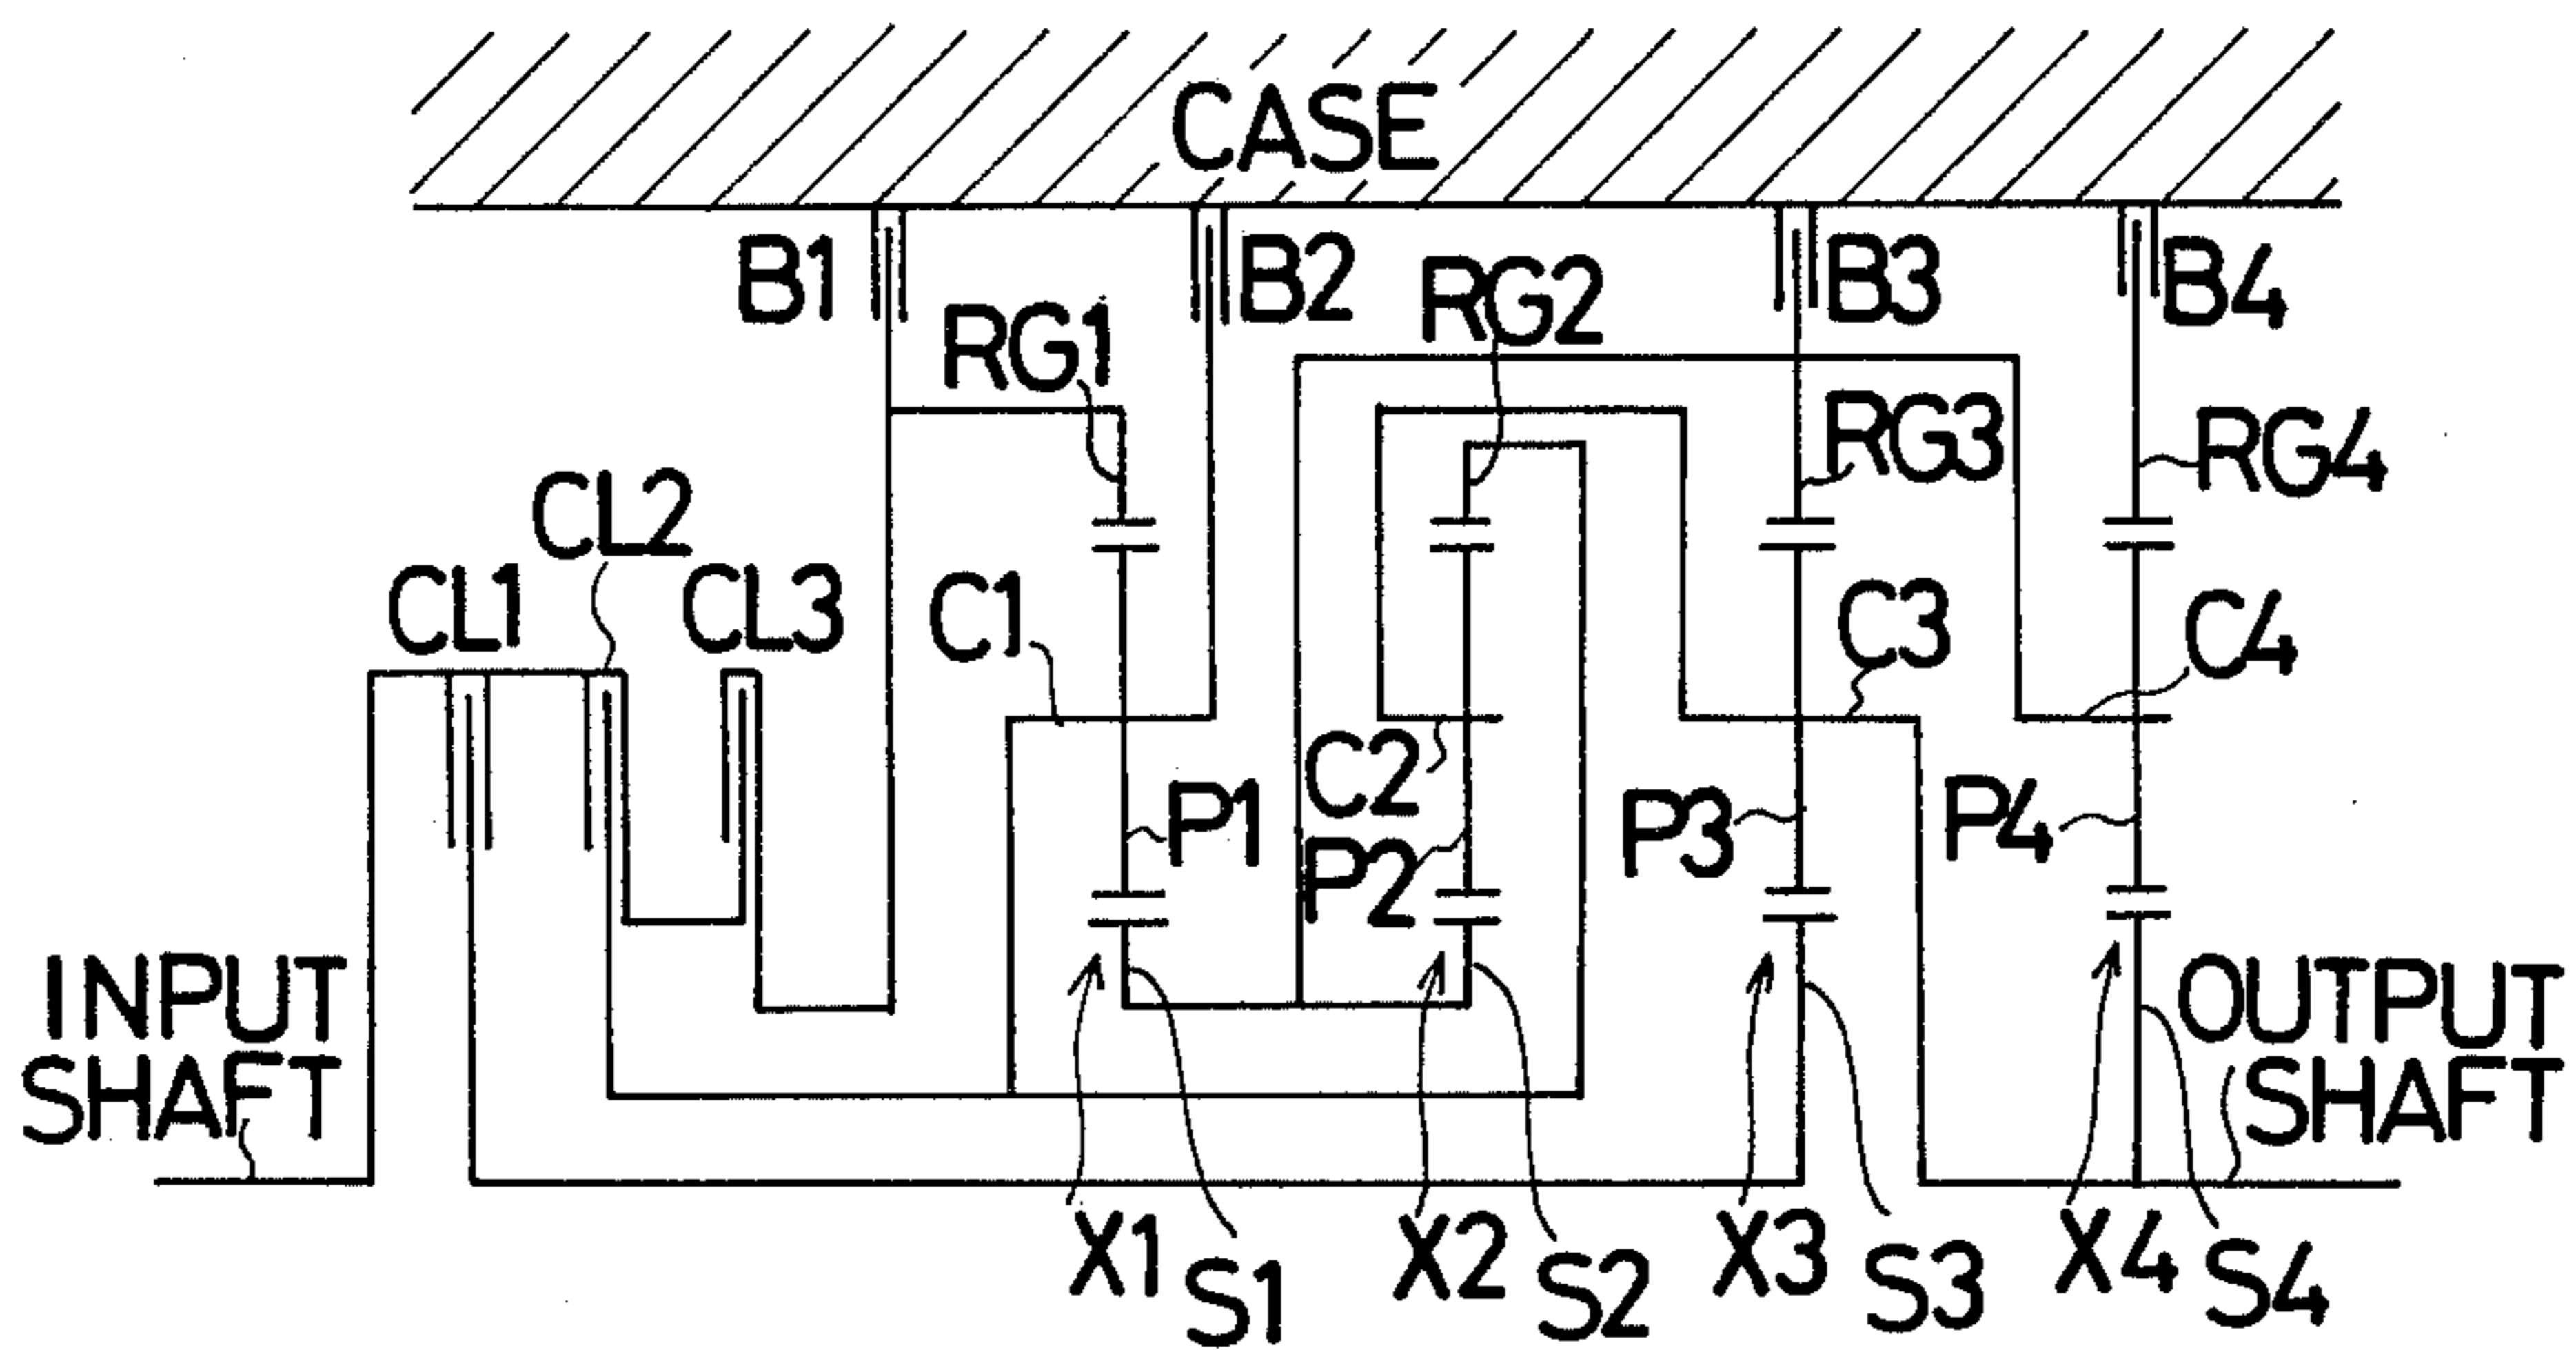 CASE
B1
B2
B3
B4
RG1
RG2
RG3
RG4
CL1
CL2
CL3
C1
C2
C3
C4
P1
P2
P3
P4
INPUT
SHAFT
OUTPUT
SHAFT
X1
S1
X2
S2
X3
S3
X4
S4